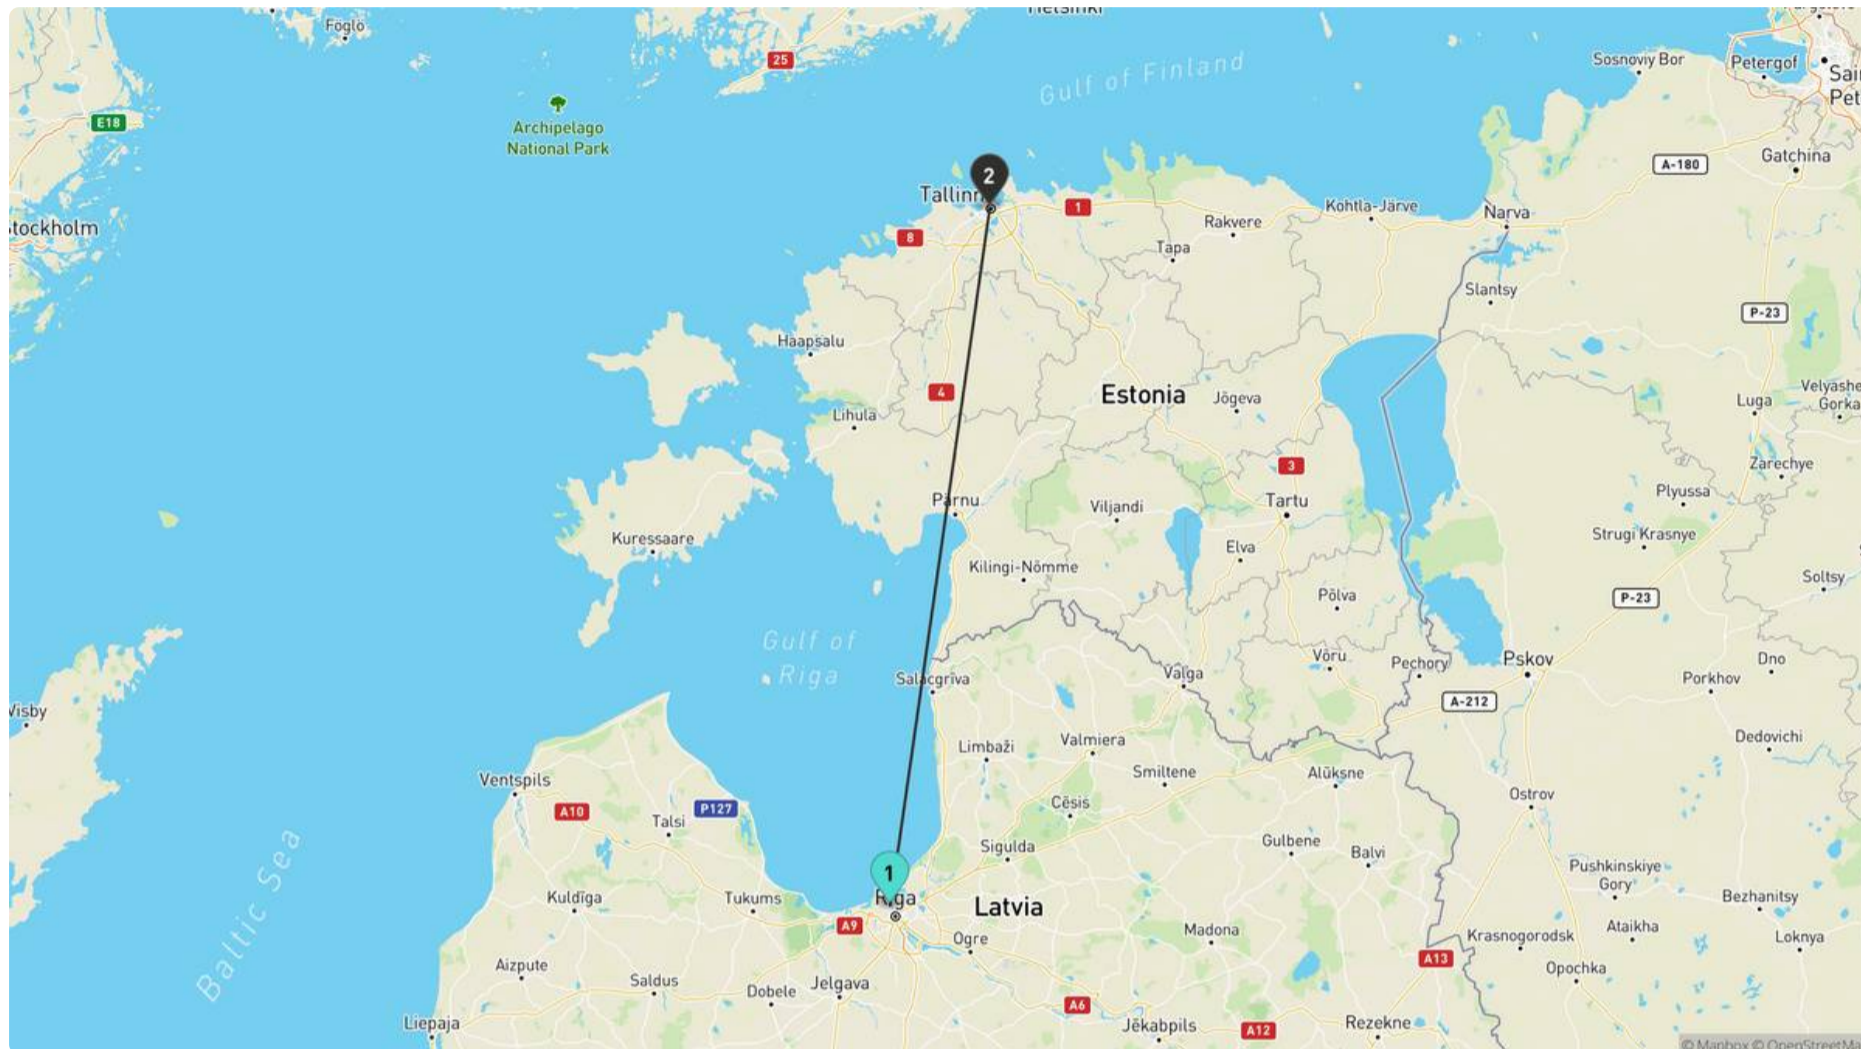 Föglö
25
Gulf of Finland
Sosnoviy Bor
Petergof
E18
Archipelago
National Park
A-180
Gatchina
2
Tallinn
1
8
Rakvere
Kohtla-Järve
Narva
Tapa
Slantsy
P-23
Haapsalu
4
Estonia
Jõgeva
Lihula
Luga
3
Zarechye
Pärnu
Viljandi
Tartu
Plyussa
Kuressaare
Elva
Strugi Krasnye
Kilingi-Nõmme
Soltsy
Põlva
P-23
Gulf of
Riga
Salacgrīva
Valga
Võru
Pechory
Pskov
Dno
Porkhov
A-212
Limbaži
Valmiera
Dedovichi
Ventspils
Smiltene
Alūksne
Ostrov
A10
P127
Talsi
Cēsis
Sigulda
Gulbene
Balvi
1
Riga
Pushkinskiye
Gory
Kuldīga
Tukums
Latvia
Bezhanitsy
A9
Ogre
Madona
Krasnogorodsk
Ataikha
Loknya
Baltic Sea
Aizpute
Saldus
Dobele
Jelgava
A13
Opochka
A6
Liepaja
Jēkabpils
A12
Rezekne